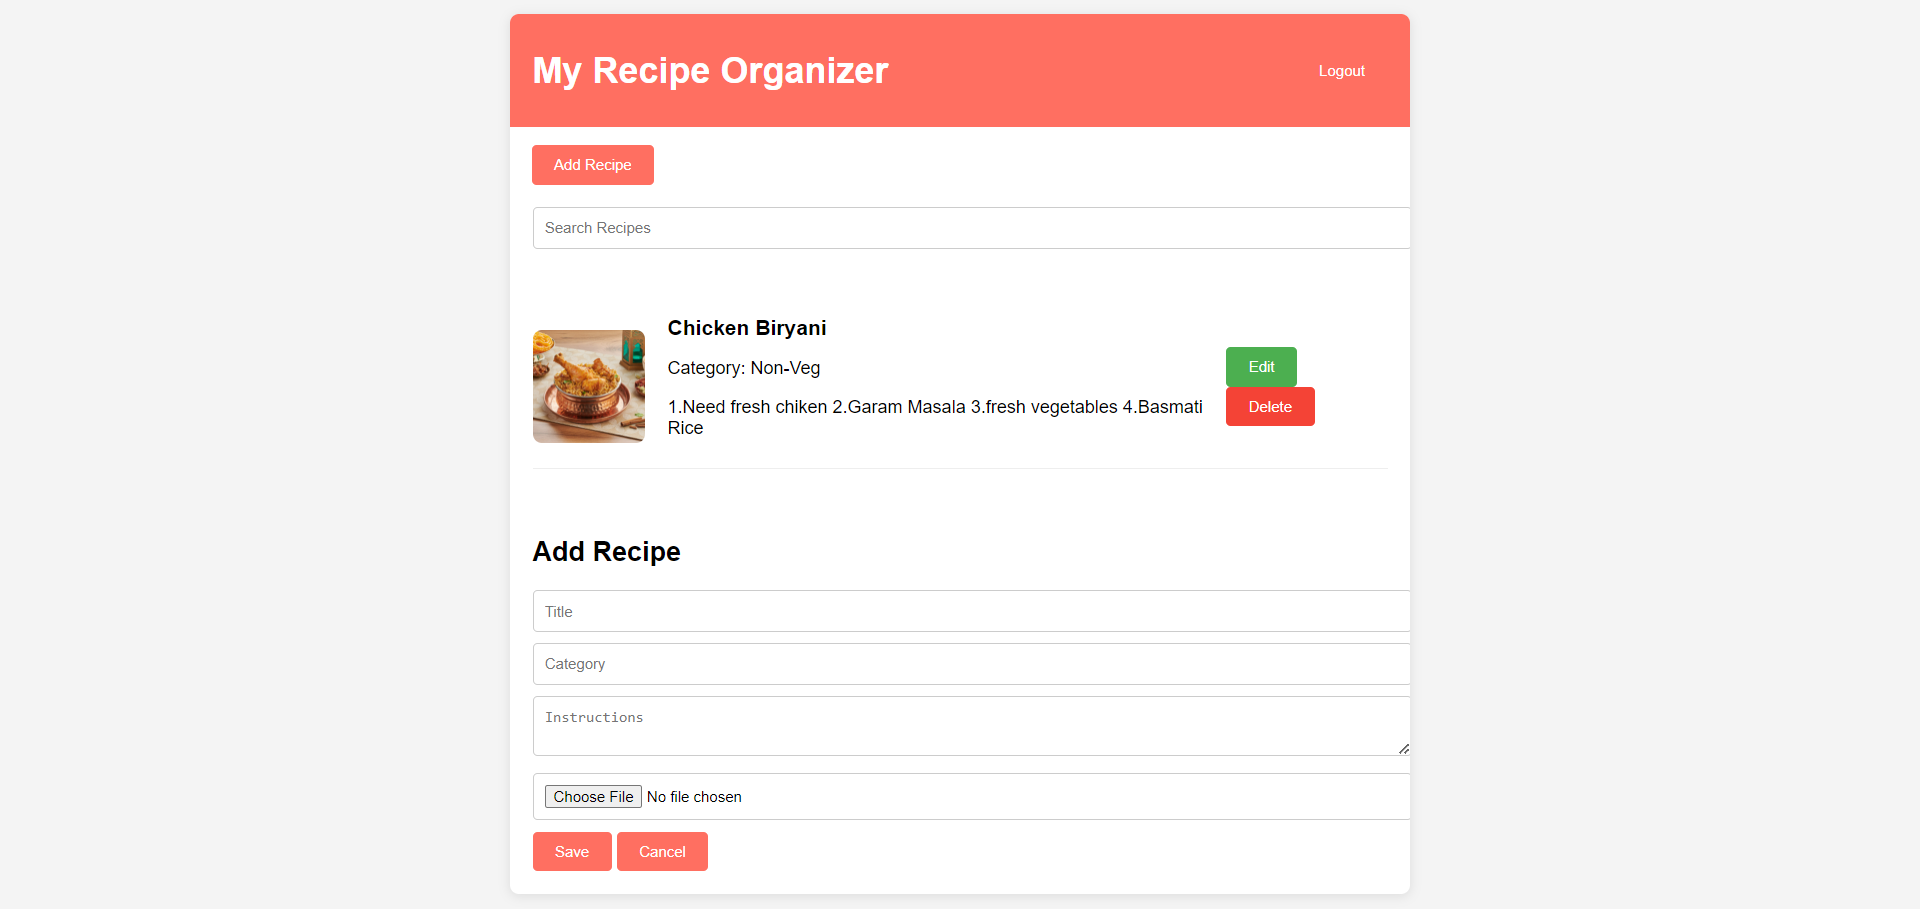 My Recipe Organizer
Logout
Add Recipe
Search Recipes
Chicken Biryani
Category: Non-Veg
1.Need fresh chiken 2.Garam Masala 3.fresh vegetables 4.Basmati
Rice
Edit
Delete
Add Recipe
Title
Category
Instructions
Choose File No file chosen
Save
Cancel